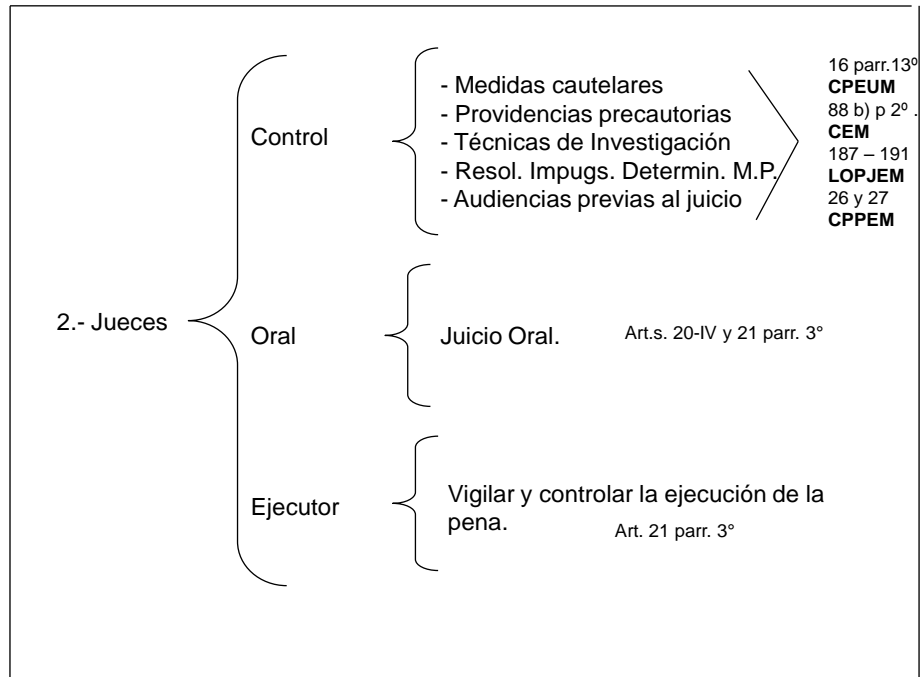 2.- Jueces
Control
- Medidas cautelares
- Providencias precautorias
- Técnicas de Investigación
- Resol. Impugs. Determin. M.P.
- Audiencias previas al juicio
16 parr.13º
CPEUM
88 b) p 2º .
CEM
187 – 191
LOPJEM
26 y 27
CPPEM
Oral
Juicio Oral.
Art.s. 20-IV y 21 parr. 3°
Ejecutor
Vigilar y controlar la ejecución de la
pena.
Art. 21 parr. 3°